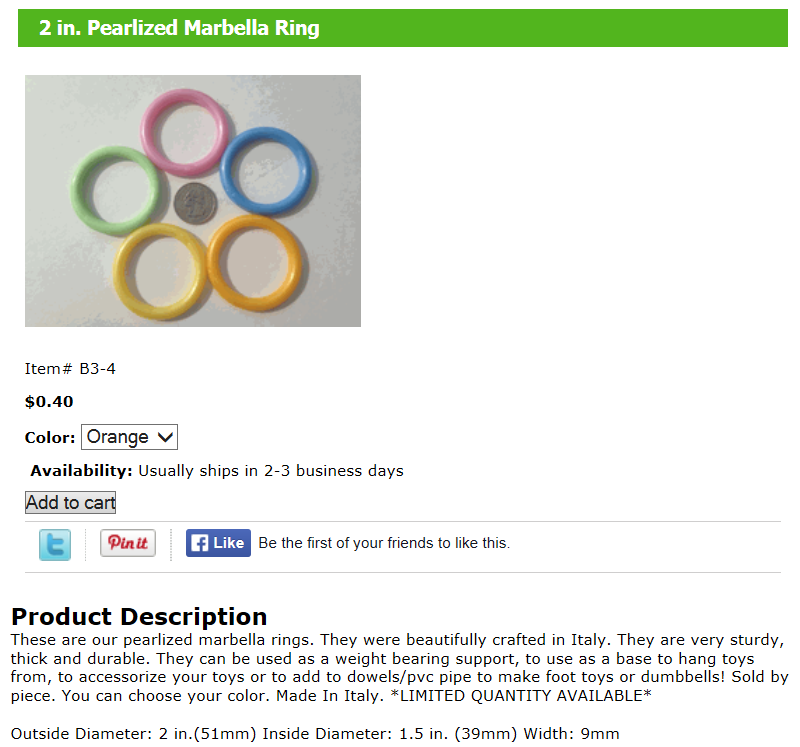 2 in. Pearlized Marbella Ring
Item# B3-4
$0.40
Color: Orange
Availability: Usually ships in 2-3 business days
Add to cart
Pin it Like Be the first of your friends to like this.
Product Description
These are our pearlized marbella rings. They were beautifully crafted in Italy. They are very sturdy,
thick and durable. They can be used as a weight bearing support, to use as a base to hang toys
from, to accessorize your toys or to add to dowels/pvc pipe to make foot toys or dumbbells! Sold by
piece. You can choose your color. Made In Italy. *LIMITED QUANTITY AVAILABLE*
Outside Diameter: 2 in.(51mm) Inside Diameter: 1.5 in. (39mm) Width: 9mm